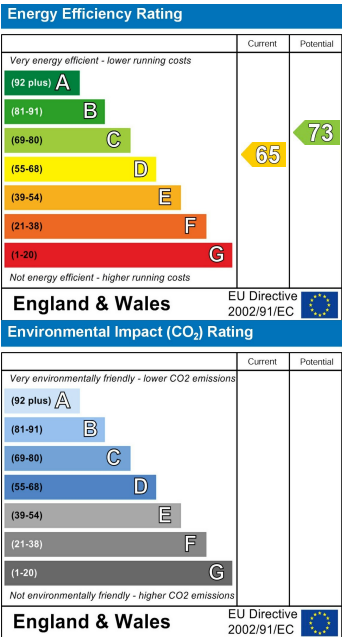 Energy Efficiency Rating
Current Potential
Very energy efficient - lower running costs
(92 plus) A
(81-91) B
(69-80) C
(55-68) D
(39-54) E
(21-38) F
(1-20) G
65
73
Not energy efficient - higher running costs
England & Wales
EU Directive
2002/91/EC
Environmental Impact (CO₂) Rating
Current Potential
Very environmentally friendly - lower CO2 emissions
(92 plus) A
(81-91) B
(69-80) C
(55-68) D
(39-54) E
(21-38) F
(1-20) G
Not environmentally friendly - higher CO2 emissions
England & Wales
EU Directive
2002/91/EC